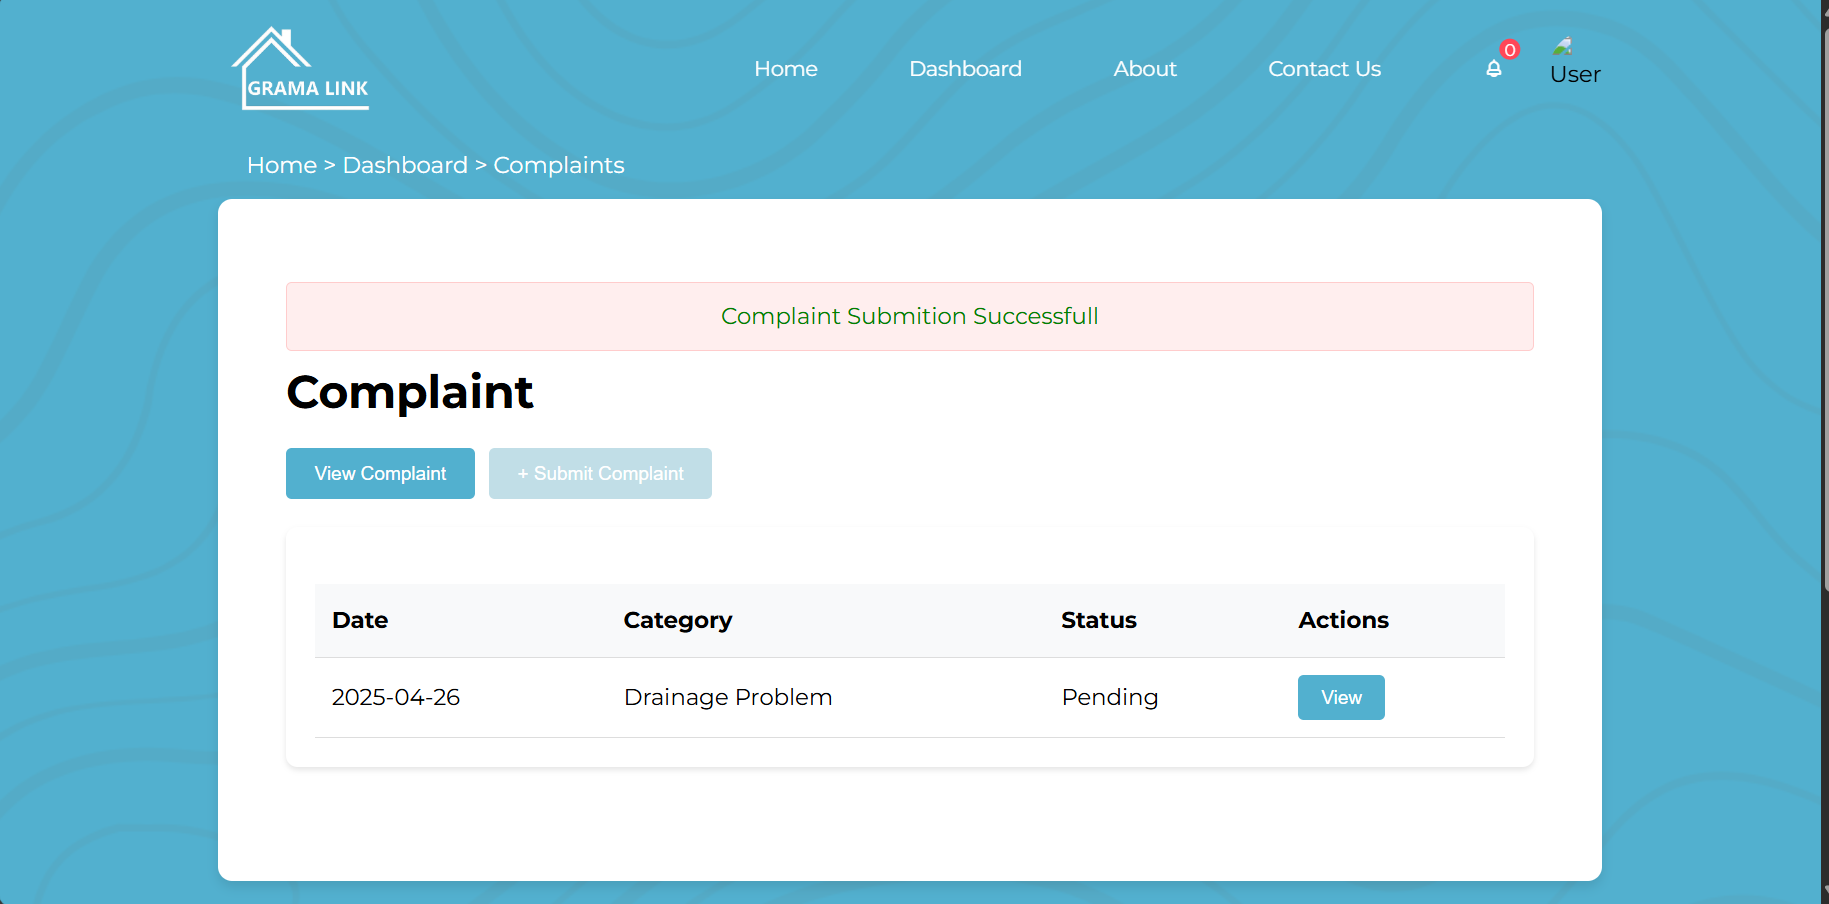 GRAMA LINK
Home Dashboard About Contact Us 0 User
Home > Dashboard > Complaints
Complaint Submition Successfull
Complaint
View Complaint + Submit Complaint
Date Category Status Actions
2025-04-26 Drainage Problem Pending View